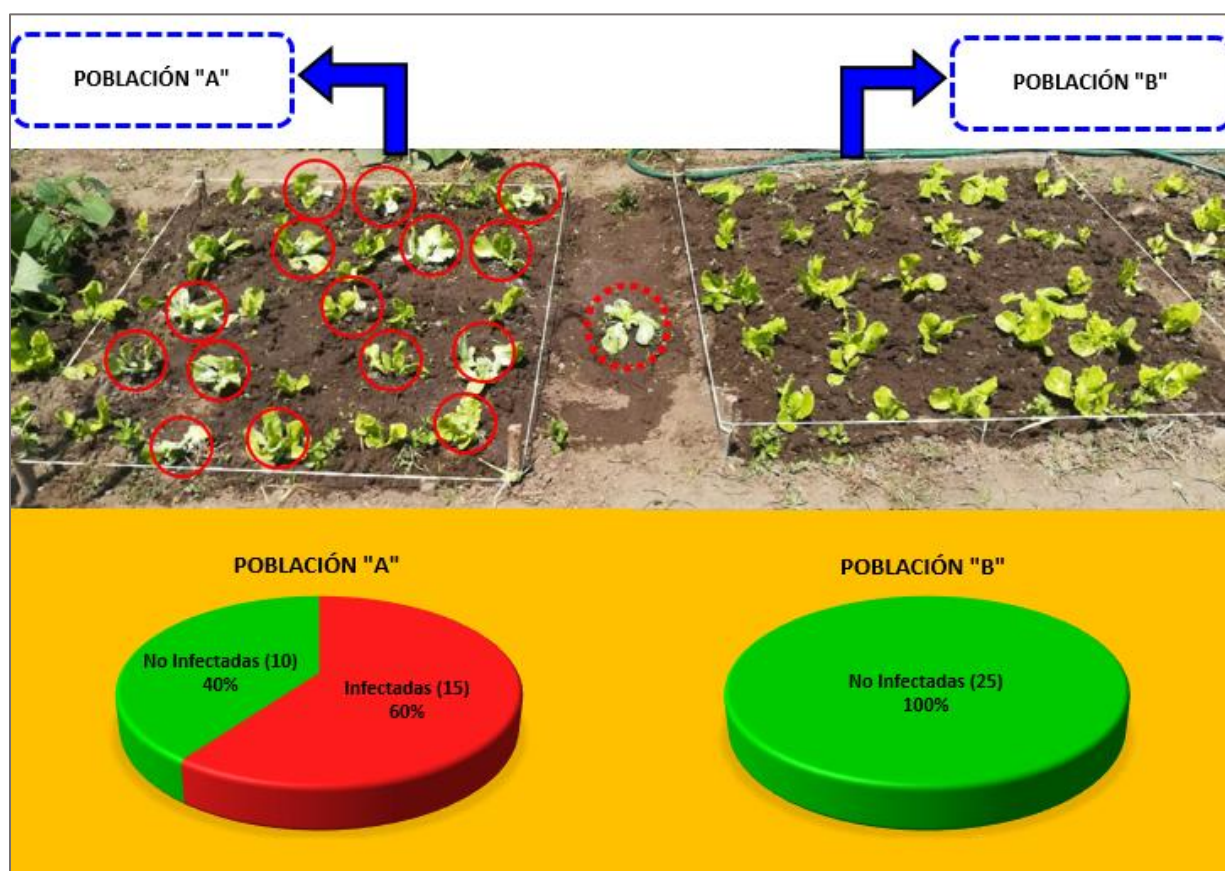 POBLACIÓN "A"
POBLACIÓN "B"
POBLACIÓN "A"
POBLACIÓN "B"
No Infectadas (10)
40%
Infectadas (15)
60%
No Infectadas (25)
100%